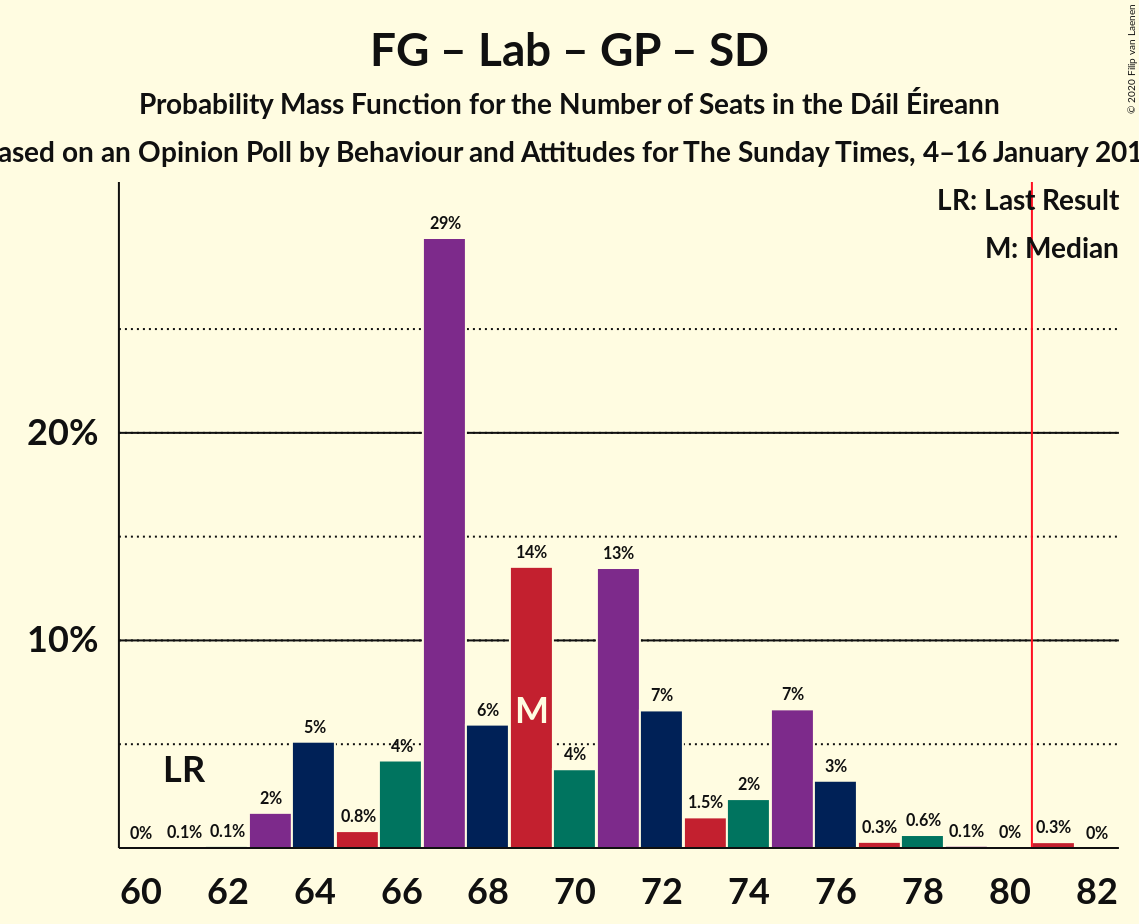 FG – Lab – GP – SD
Probability Mass Function for the Number of Seats in the Dáil Éireann
ased on an Opinion Poll by Behaviour and Attitudes for The Sunday Times, 4–16 January 201
© 2020 Filip van Laenen
LR: Last Result
M: Median
20%
10%
0%
0.1%
0.1%
2%
5%
0.8%
4%
29%
6%
14%
4%
13%
7%
1.5%
2%
7%
3%
0.3%
0.6%
0.1%
0%
0.3%
0%
LR
M
60 62 64 66 68 70 72 74 76 78 80 82